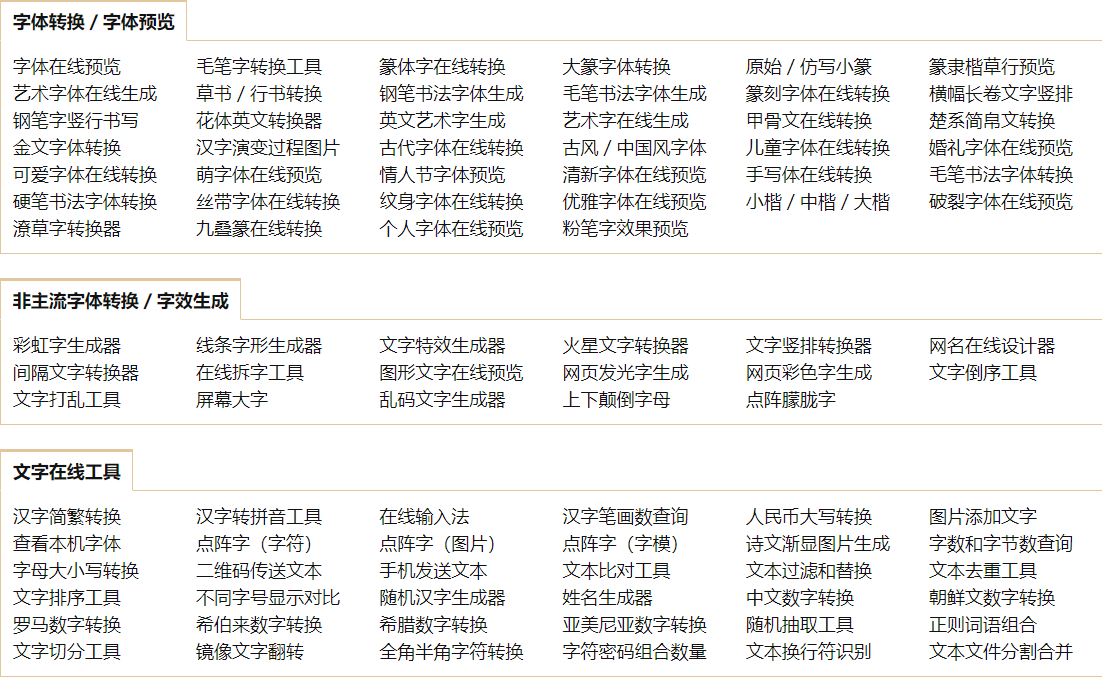 字体转换 / 字体预览
字体在线预览 毛笔字转换工具 篆体字在线转换 大篆字体转换 原始 / 仿写小篆 篆隶楷草行预览
艺术字体在线生成 草书 / 行书转换 钢笔书法字体生成 毛笔书法字体生成 篆刻字体在线转换 横幅长卷文字竖排
钢笔字竖行书写 花体英文转换器 英文艺术字生成 艺术字在线生成 甲骨文在线转换 楚系简帛文转换
金文字体转换 汉字演变过程图片 古代字体在线转换 古风 / 中国风字体 儿童字体在线转换 婚礼字体在线预览
可爱字体在线转换 萌字体在线预览 情人节字体预览 清新字体在线预览 手写体在线转换 毛笔书法字体转换
硬笔书法字体转换 丝带字体在线转换 纹身字体在线转换 优雅字体在线预览 小楷 / 中楷 / 大楷 破裂字体在线预览
潦草字转换器 九叠篆在线转换 个人字体在线预览 粉笔字效果预览
非主流字体转换 / 字效生成
彩虹字生成器 线条字形生成器 文字特效生成器 火星文字转换器 文字竖排转换器 网名在线设计器
间隔文字转换器 在线拆字工具 图形文字在线预览 网页发光字生成 网页彩色字生成 文字倒序工具
文字打乱工具 屏幕大字 乱码文字生成器 上下颠倒字母 点阵朦胧字
文字在线工具
汉字简繁转换 汉字转拼音工具 在线输入法 汉字笔画数查询 人民币大写转换 图片添加文字
查看本机字体 点阵字（字符） 点阵字（图片） 点阵字（字模） 诗文渐显图片生成 字数和字节数查询
字母大小写转换 二维码传送文本 手机发送文本 文本比对工具 文本过滤和替换 文本去重工具
文字排序工具 不同字号显示对比 随机汉字生成器 姓名生成器 中文数字转换 朝鲜文数字转换
罗马数字转换 希伯来数字转换 希腊数字转换 亚美尼亚数字转换 随机抽取工具 正则词语组合
文字切分工具 镜像文字翻转 全角半角字符转换 字符密码组合数量 文本换行符识别 文本文件分割合并